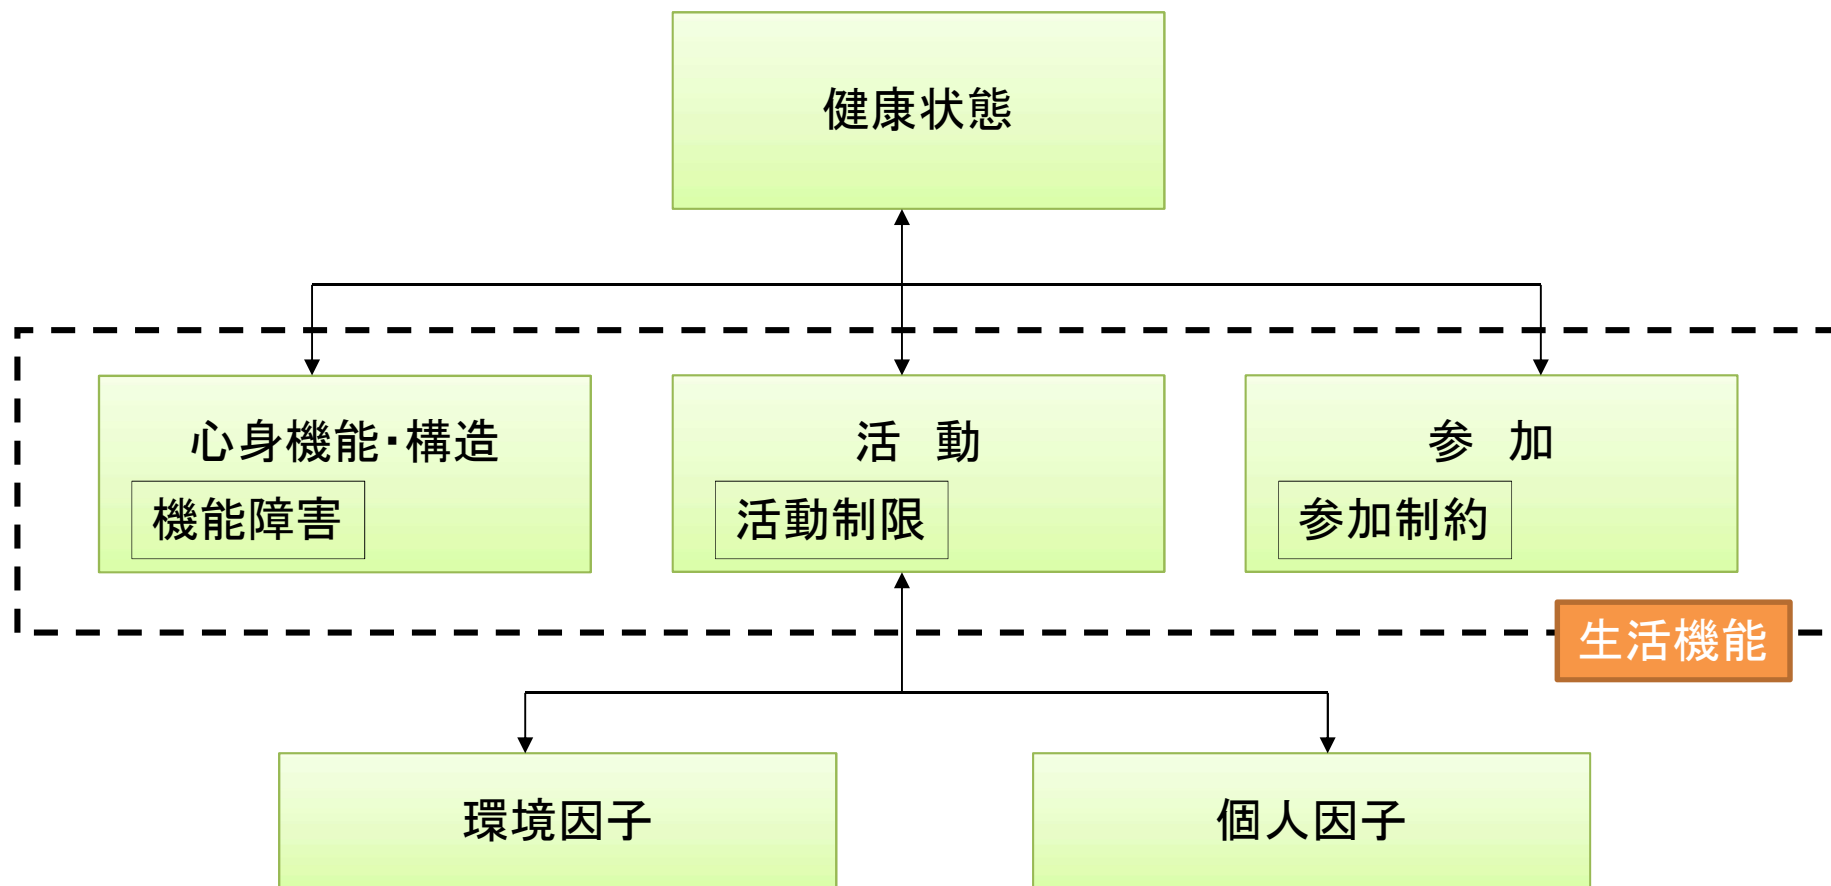 健康状態
心身機能・構造
機能障害
活　動
活動制限
参　加
参加制約
生活機能
環境因子
個人因子